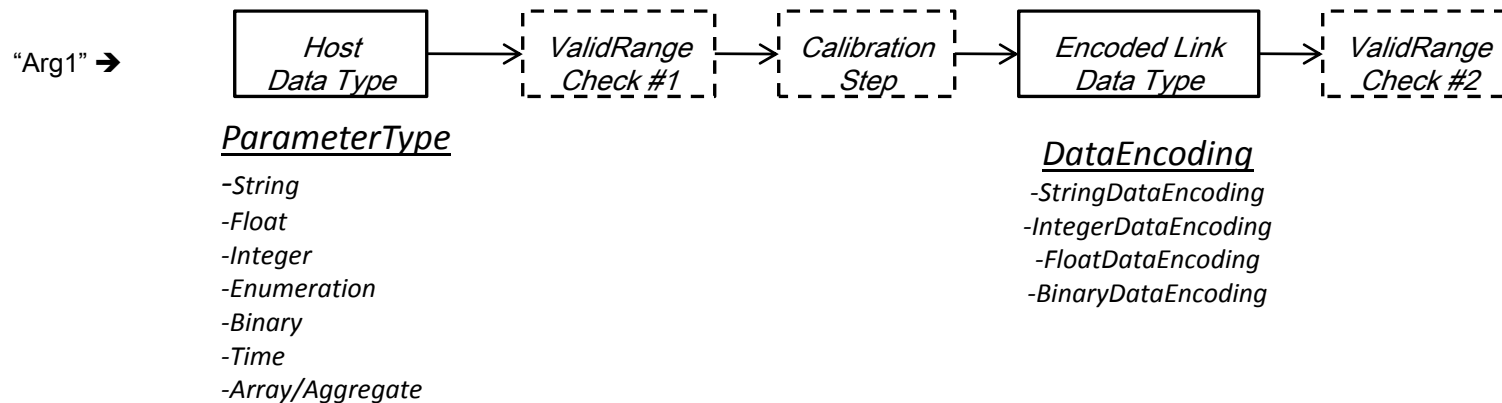 “Arg1” ➔
Host
Data Type
ValidRange
Check #1
Calibration
Step
Encoded Link
Data Type
ValidRange
Check #2
ParameterType
-String
-Float
-Integer
-Enumeration
-Binary
-Time
-Array/Aggregate
DataEncoding
-StringDataEncoding
-IntegerDataEncoding
-FloatDataEncoding
-BinaryDataEncoding